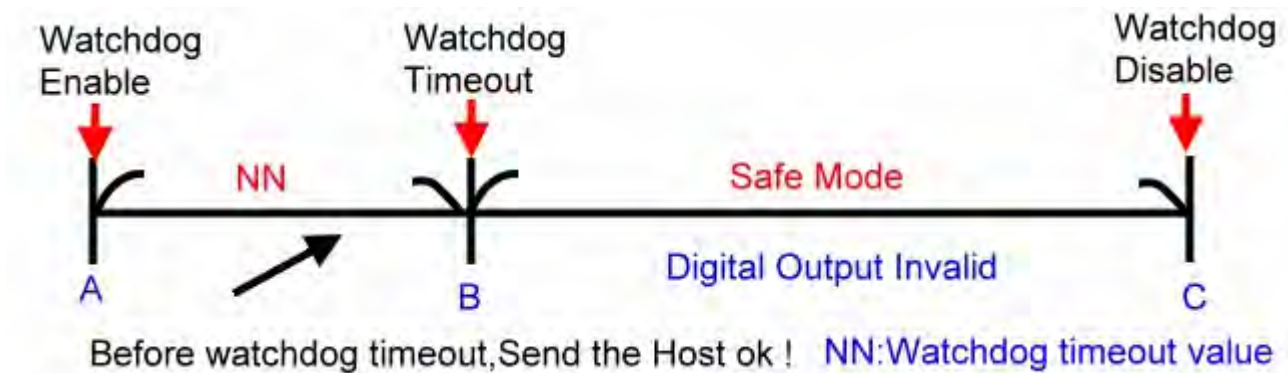 Watchdog
Enable
Watchdog
Timeout
Watchdog
Disable
NN
Safe Mode
Digital Output Invalid
A
B
C
Before watchdog timeout,Send the Host ok !
NN:Watchdog timeout value